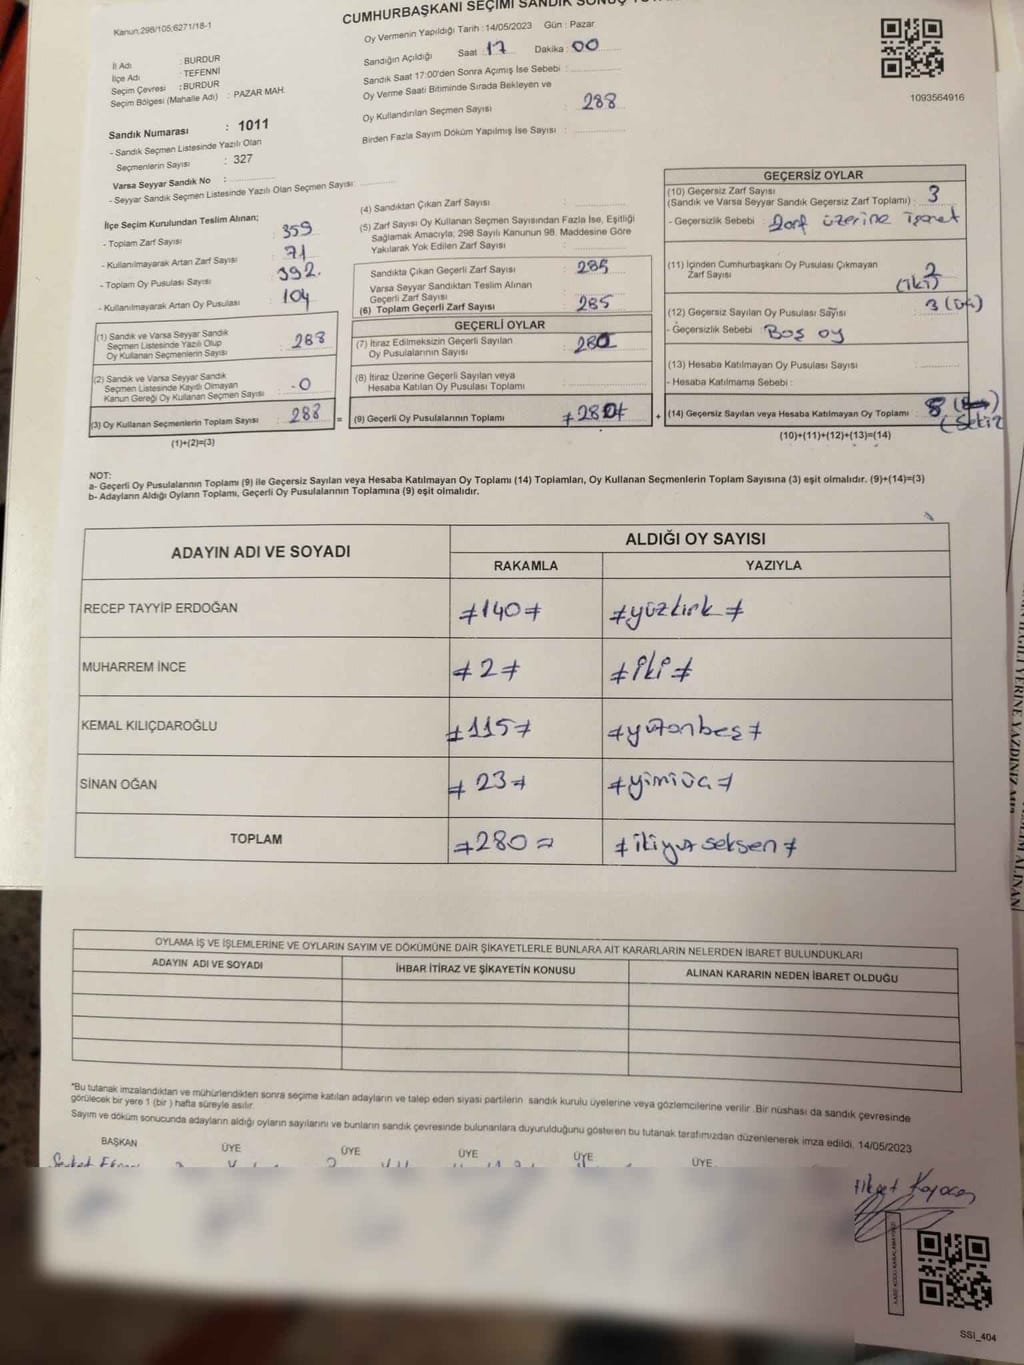 Kanun:298/105;6271/18-1
CUMHURBAŞKANI SEÇİMİ SANDIK SONUÇ
Oy Vermenin Yapıldığı Tarih : 14/05/2023 Gün : Pazar
Sandığın Açıldığı Saat 17 Dakika : 00
Sandık Saat 17:00'den Sonra Açılmış İse Sebebi :
Oy Verme Saati Bitiminde Sırada Bekleyen ve
Oy Kullandırılan Seçmen Sayısı : 288
Birden Fazla Sayım Döküm Yapılmış İse Sayısı :
1093564916
İl Adı : BURDUR
İlçe Adı : TEFENNİ
Seçim Çevresi : BURDUR
Seçim Bölgesi (Mahalle Adı) : PAZAR MAH.
Sandık Numarası : 1011
- Sandık Seçmen Listesinde Yazılı Olan
Seçmenlerin Sayısı : 327
Varsa Seyyar Sandık No :
- Seyyar Sandık Seçmen Listesinde Yazılı Olan Seçmen Sayısı:
İlçe Seçim Kurulundan Teslim Alınan;
- Toplam Zarf Sayısı 359
- Kullanılmayarak Artan Zarf Sayısı 71
- Toplam Oy Pusulası Sayısı 392.
- Kullanılmayarak Artan Oy Pusulası 104
(1) Sandık ve Varsa Seyyar Sandık
Seçmen Listesinde Yazılı Olup
Oy Kullanan Seçmenlerin Sayısı : 288
(2) Sandık ve Varsa Seyyar Sandık
Seçmen Listesinde Kayıtlı Olmayan
Kanun Gereği Oy Kullanan Seçmen Sayısı : 0
(3) Oy Kullanan Seçmenlerin Toplam Sayısı : 288 =
(1)+(2)=(3)
(4) Sandıktan Çıkan Zarf Sayısı :
(5) Zarf Sayısı Oy Kullanan Seçmen Sayısından Fazla İse, Eşitliği
Sağlamak Amacıyla; 298 Sayılı Kanunun 98. Maddesine Göre
Yakılarak Yok Edilen Zarf Sayısı :
Sandıkta Çıkan Geçerli Zarf Sayısı : 285
Varsa Seyyar Sandıktan Teslim Alınan
Geçerli Zarf Sayısı :
(6) Toplam Geçerli Zarf Sayısı : 285
GEÇERLİ OYLAR
(7) İtiraz Edilmeksizin Geçerli Sayılan
Oy Pusulalarının Sayısı : 280
(8) İtiraz Üzerine Geçerli Sayılan veya
Hesaba Katılan Oy Pusulası Toplamı :
(9) Geçerli Oy Pusulalarının Toplamı : ≠280≠ +
GEÇERSİZ OYLAR
(10) Geçersiz Zarf Sayısı
(Sandık ve Varsa Seyyar Sandık Geçersiz Zarf Toplamı) : 3
- Geçersizlik Sebebi : Zarf üzerine işaret
(11) İçinden Cumhurbaşkanı Oy Pusulası Çıkmayan
Zarf Sayısı : 2
(iki)
(12) Geçersiz Sayılan Oy Pusulası Sayısı : 3 (üç)
- Geçersizlik Sebebi : Boş oy
(13) Hesaba Katılmayan Oy Pusulası Sayısı :
- Hesaba Katılmama Sebebi :
(14) Geçersiz Sayılan veya Hesaba Katılmayan Oy Toplamı : 8
(Sekiz
(10)+(11)+(12)+(13)=(14)
NOT:
a- Geçerli Oy Pusulalarının Toplamı (9) ile Geçersiz Sayılan veya Hesaba Katılmayan Oy Toplamı (14) Toplamları, Oy Kullanan Seçmenlerin Toplam Sayısına (3) eşit olmalıdır. (9)+(14)=(3)
b- Adayların Aldığı Oyların Toplamı, Geçerli Oy Pusulalarının Toplamına (9) eşit olmalıdır.
ADAYIN ADI VE SOYADI
ALDIĞI OY SAYISI
RAKAMLA YAZIYLA
RECEP TAYYİP ERDOĞAN ≠140≠ ≠yüzkırk≠
MUHARREM İNCE ≠2≠ ≠iki≠
KEMAL KILIÇDAROĞLU ≠115≠ ≠yüzonbeş≠
SİNAN OĞAN ≠23≠ ≠yimiüç≠
TOPLAM ≠280≠ ≠ikiyüz seksen≠
OYLAMA İŞ VE İŞLEMLERİNE VE OYLARIN SAYIM VE DÖKÜMÜNE DAİR ŞİKAYETLERLE BUNLARA AİT KARARLARIN NELERDEN İBARET BULUNDUKLARI
ADAYIN ADI VE SOYADI İHBAR İTİRAZ VE ŞİKAYETİN KONUSU ALINAN KARARIN NEDEN İBARET OLDUĞU
"Bu tutanak imzalandıktan ve mühürlendikten sonra seçime katılan adayların ve talep eden siyasi partilerin sandık kurulu üyelerine veya gözlemcilerine verilir .Bir nüshası da sandık çevresinde
görülecek bir yere 1 (bir ) hafta süreyle asılır.
Sayım ve döküm sonucunda adayların aldığı oyların sayılarını ve bunların sandık çevresinde bulunanlara duyurulduğunu gösteren bu tutanak tarafımızdan düzenlenerek imza edildi. 14/05/2023
BAŞKAN ÜYE ÜYE ÜYE ÜYE ÜYE
SSİ_404